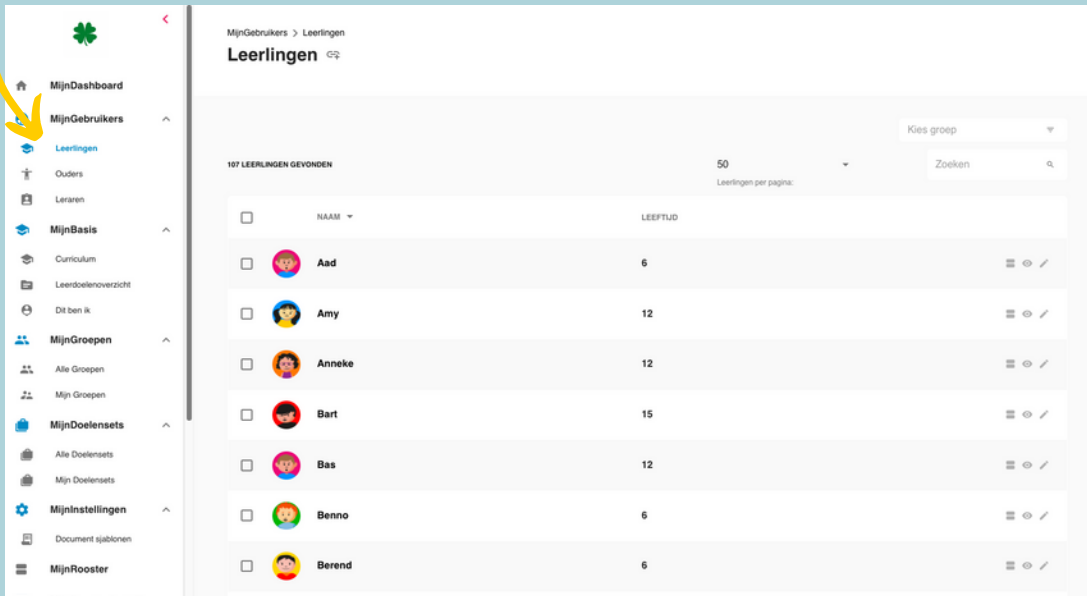 MijnDashboard
MijnGebruikers
Leerlingen
Ouders
Leraren
MijnBasis
Curriculum
Leerdoelenoverzicht
Dit ben ik
MijnGroepen
Alle Groepen
Mijn Groepen
MijnDoelensets
Alle Doelensets
Mijn Doelensets
MijnInstellingen
Document sjablonen
MijnRooster
MijnGebruikers > Leerlingen
Leerlingen
Kies groep
107 LEERLINGEN GEVONDEN
50
Leerlingen per pagina:
Zoeken
NAAM LEEFTIJD
Aad 6
Amy 12
Anneke 12
Bart 15
Bas 12
Benno 6
Berend 6